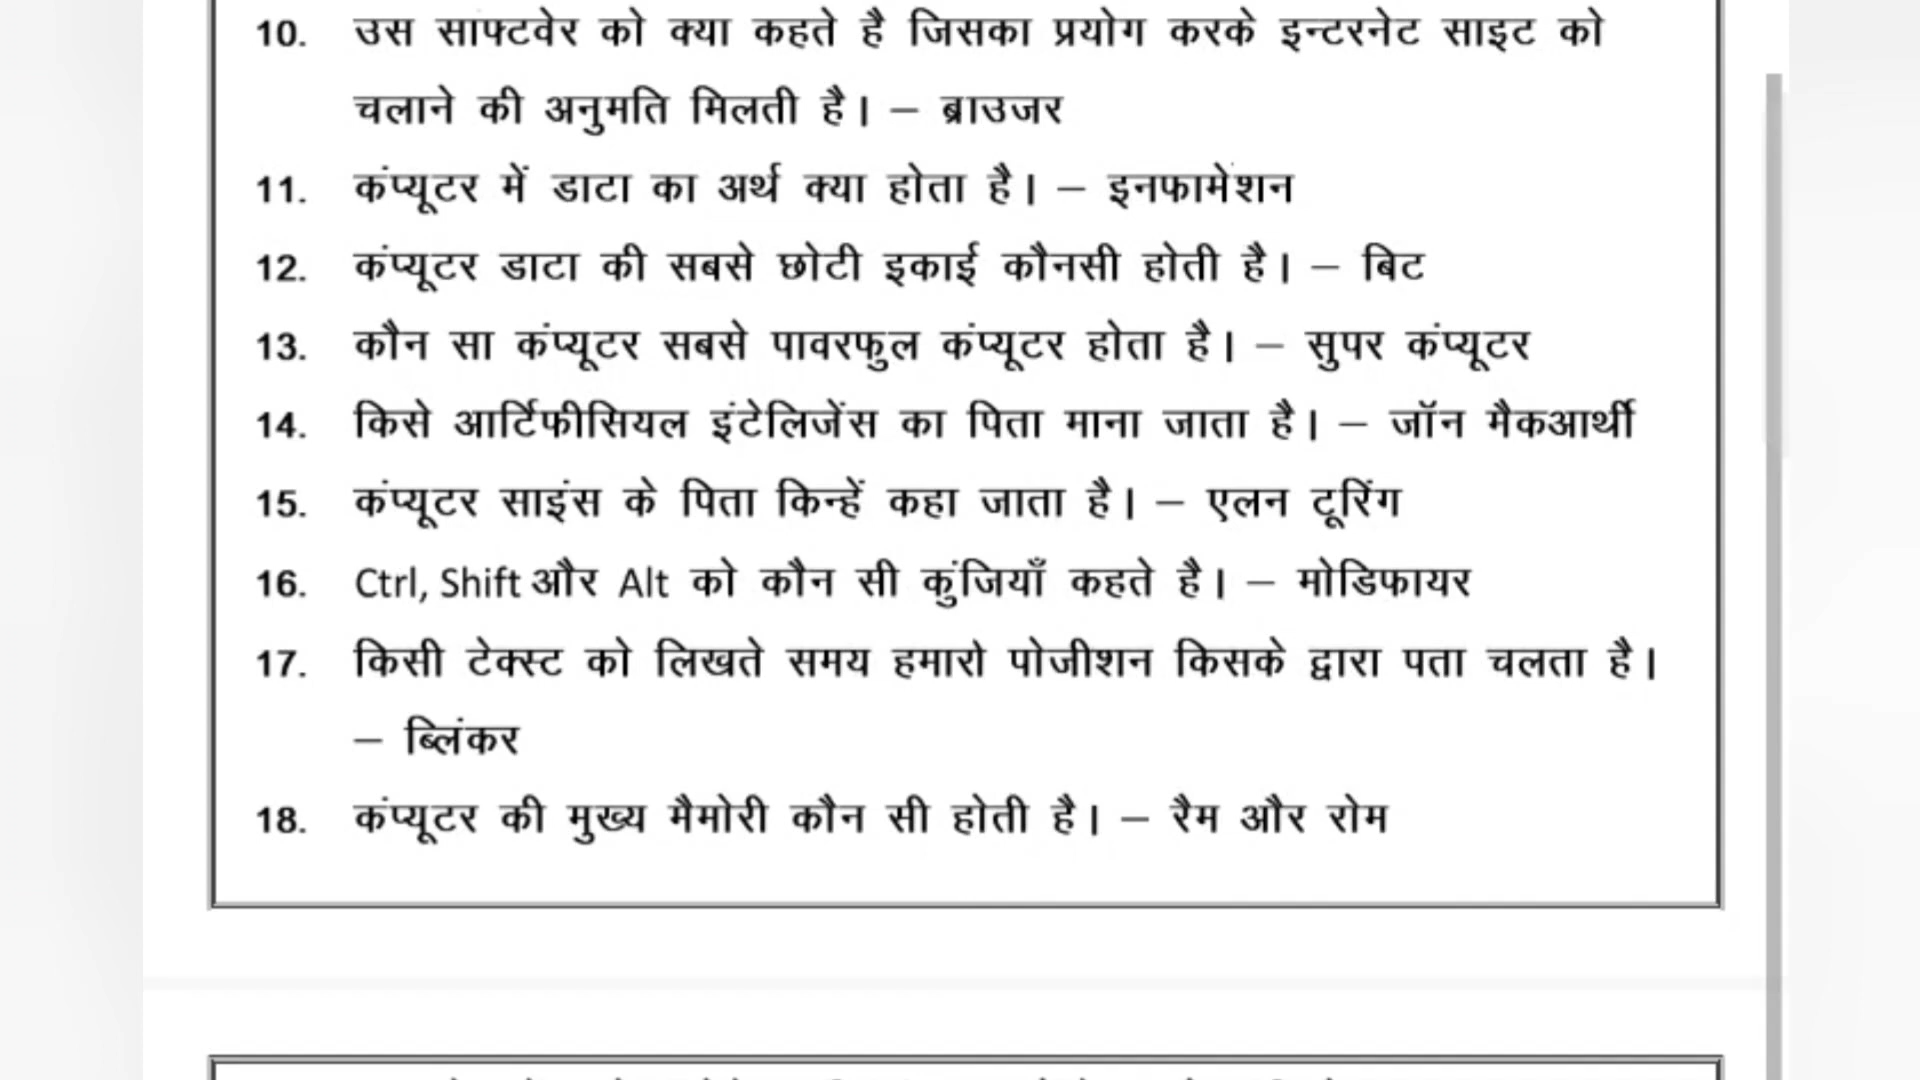 10. उस साफ्टवेर को क्या कहते है जिसका प्रयोग करके इन्टरनेट साइट को
चलाने की अनुमति मिलती है। – ब्राउजर
11. कंप्यूटर में डाटा का अर्थ क्या होता है। – इनफामेंशन
12. कंप्यूटर डाटा की सबसे छोटी इकाई कौनसी होती है। – बिट
13. कौन सा कंप्यूटर सबसे पावरफुल कंप्यूटर होता है। – सुपर कंप्यूटर
14. किसे आर्टिफीसियल इंटेलिजेंस का पिता माना जाता है। – जॉन मैकआर्थी
15. कंप्यूटर साइंस के पिता किन्हें कहा जाता है। – एलन टूरिंग
16. Ctrl, Shift और Alt को कौन सी कुंजियाँ कहते है। – मोडिफायर
17. किसी टेक्स्ट को लिखते समय हमारो पोजीशन किसके द्वारा पता चलता है।
– ब्लिंकर
18. कंप्यूटर की मुख्य मैमोरी कौन सी होती है। – रैम और रोम